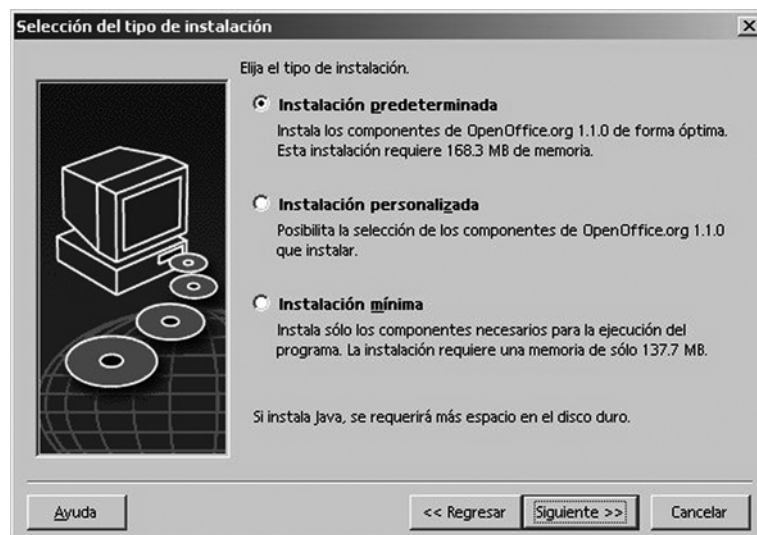 Selección del tipo de instalación
Elija el tipo de instalación.
Instalación predeterminada
Instala los componentes de OpenOffice.org 1.1.0 de forma óptima.
Esta instalación requiere 168.3 MB de memoria.
Instalación personalizada
Posibilita la selección de los componentes de OpenOffice.org 1.1.0
que instalar.
Instalación mínima
Instala sólo los componentes necesarios para la ejecución del
programa. La instalación requiere una memoria de sólo 137.7 MB.
Si instala Java, se requerirá más espacio en el disco duro.
Ayuda << Regresar Siguiente >> Cancelar